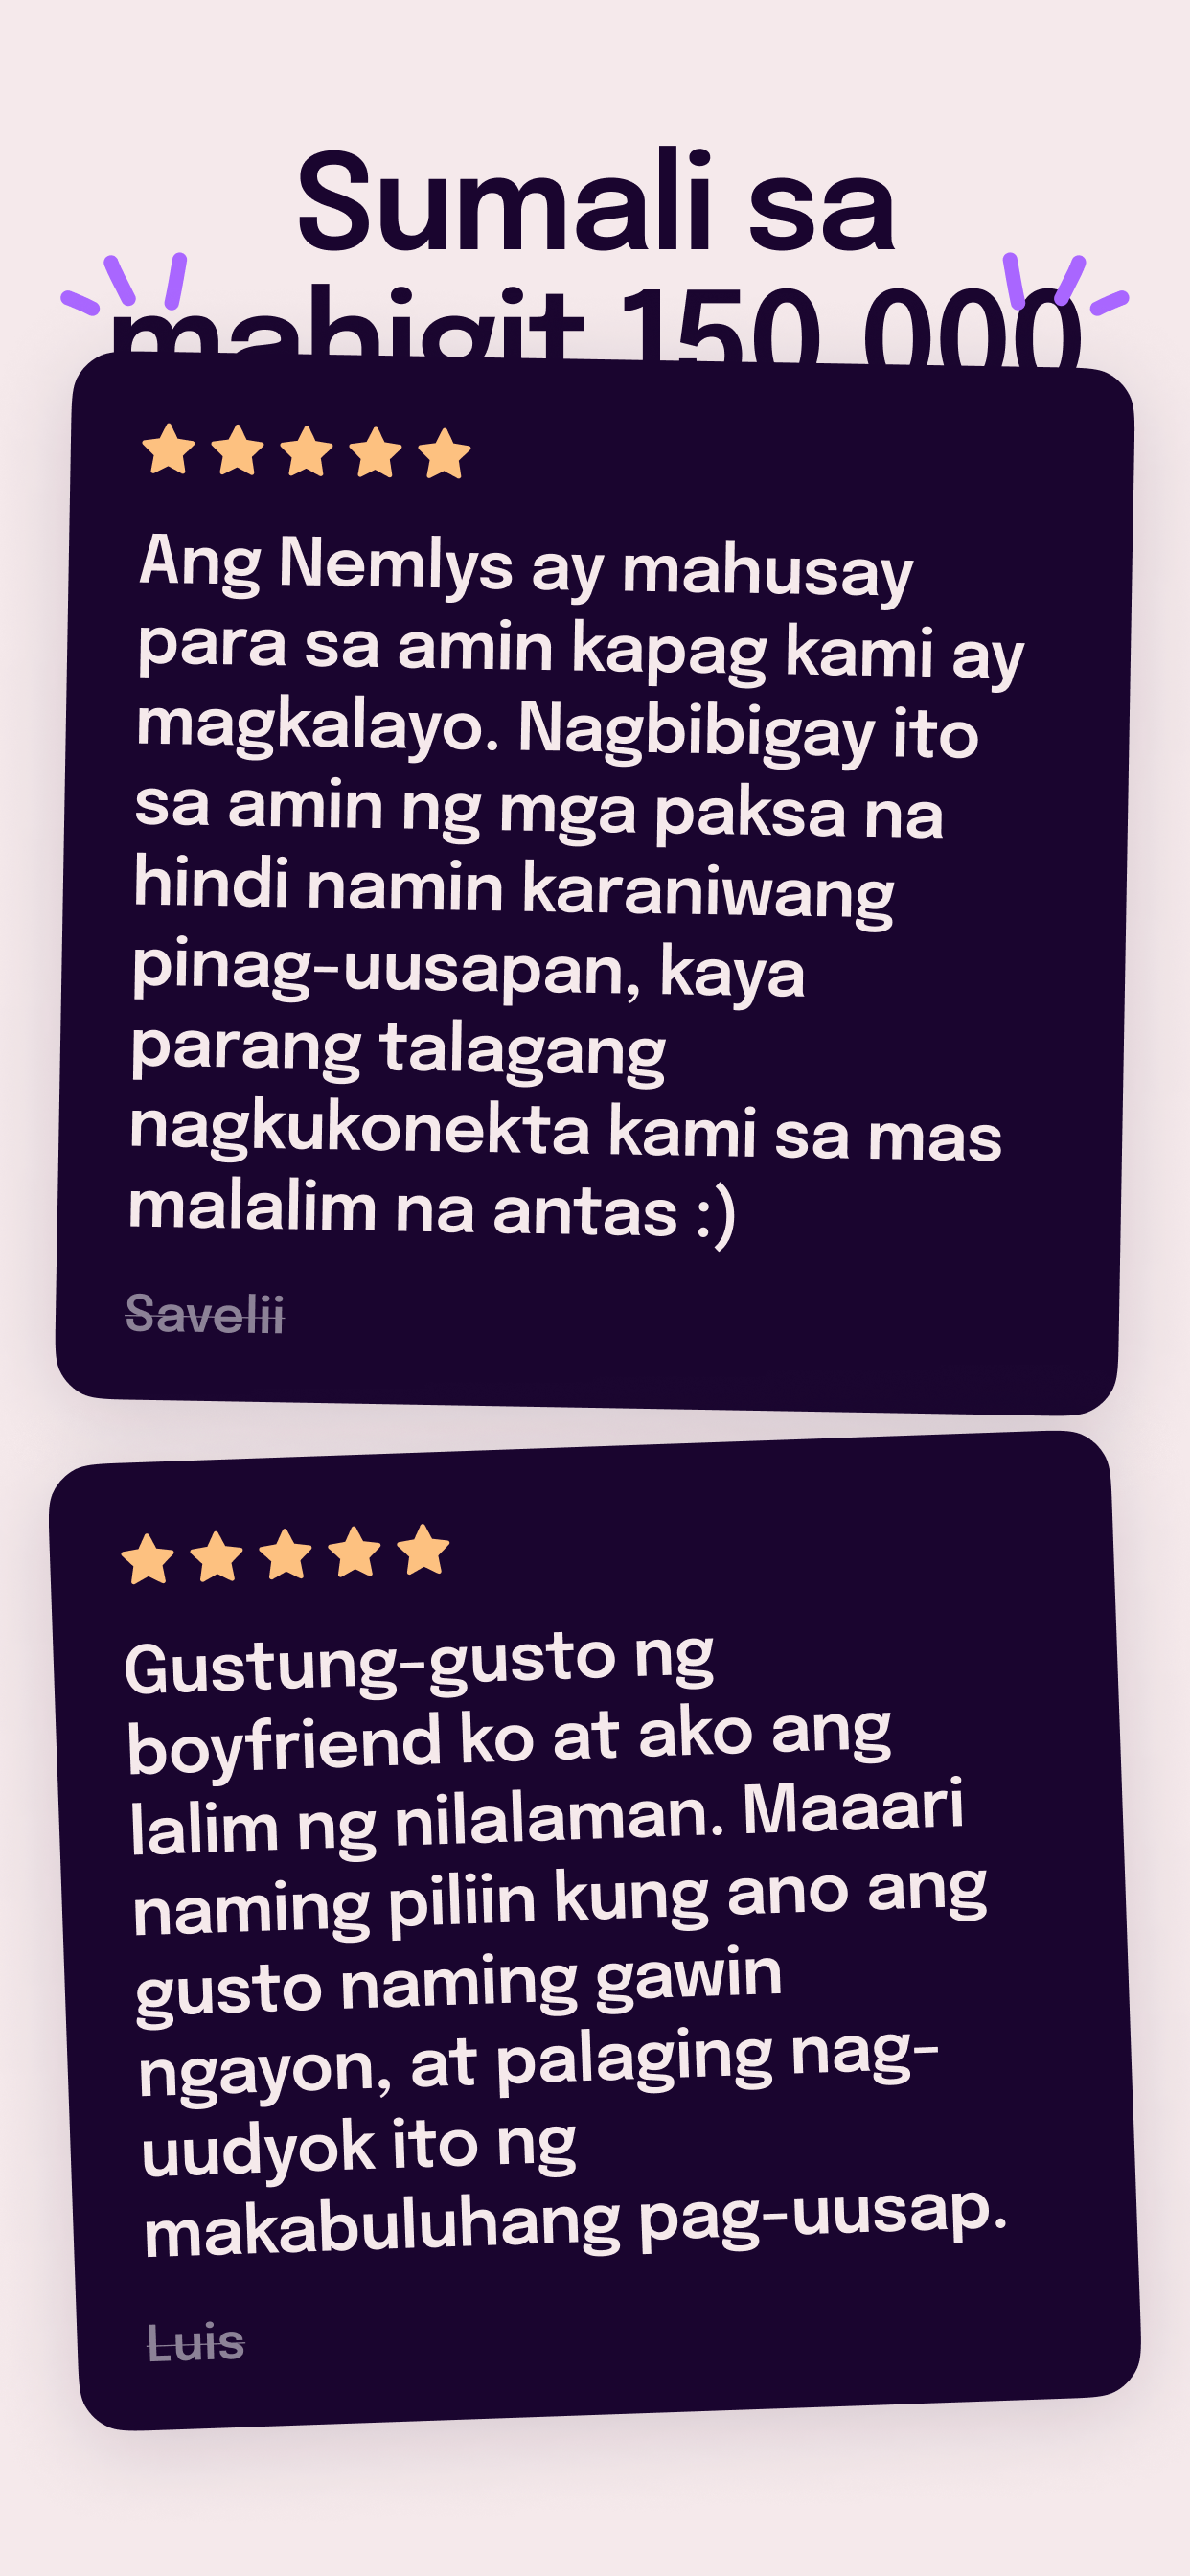 Sumali sa
mahigit 150 000
Ang Nemlys ay mahusay
para sa amin kapag kami ay
magkalayo. Nagbibigay ito
sa amin ng mga paksa na
hindi namin karaniwang
pinag-uusapan, kaya
parang talagang
nagkukonekta kami sa mas
malalim na antas :)
Savelii
Gustung-gusto ng
boyfriend ko at ako ang
lalim ng nilalaman. Maaari
naming piliin kung ano ang
gusto naming gawin
ngayon, at palaging nag-
uudyok ito ng
makabuluhang pag-uusap.
Luis